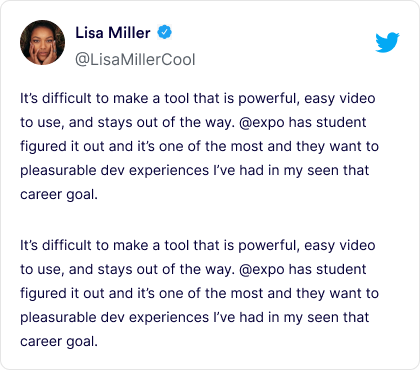 Lisa Miller
@LisaMillerCool
It’s difficult to make a tool that is powerful, easy video
to use, and stays out of the way. @expo has student
figured it out and it’s one of the most and they want to
pleasurable dev experiences I’ve had in my seen that
career goal.
It’s difficult to make a tool that is powerful, easy video
to use, and stays out of the way. @expo has student
figured it out and it’s one of the most and they want to
pleasurable dev experiences I’ve had in my seen that
career goal.